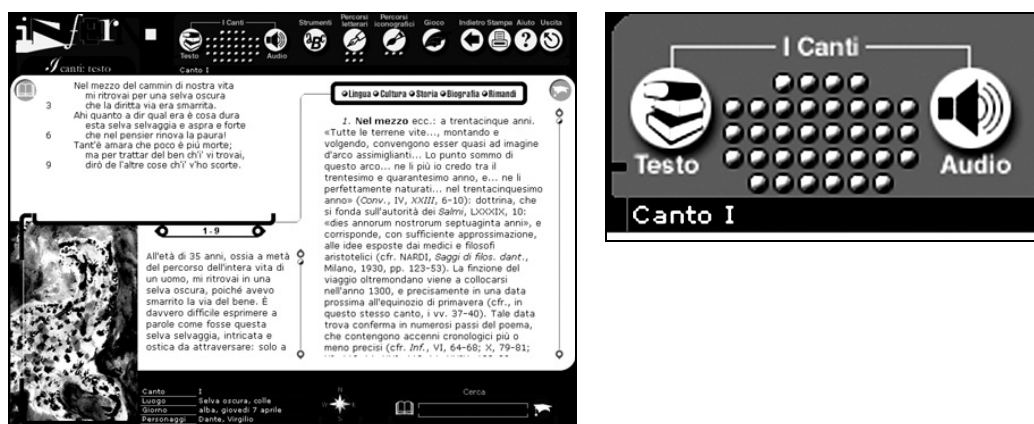 infer
I canti: testo
I Canti
Testo
Audio
Canto I
Strumenti
aBc
Percorsi
letterari
Percorsi
iconografici
Gioco
Indietro Stampa Aiuto Uscita
Nel mezzo del cammin di nostra vita
mi ritrovai per una selva oscura
3 che la diritta via era smarrita.
Ahi quanto a dir qual era è cosa dura
esta selva selvaggia e aspra e forte
6 che nel pensier rinova la paura!
Tant'è amara che poco è più morte;
ma per trattar del ben ch'i' vi trovai,
9 dirò de l'altre cose ch'i' v'ho scorte.
1-9
All'età di 35 anni, ossia a metà
del percorso dell'intera vita di
un uomo, mi ritrovai in una
selva oscura, poiché avevo
smarrito la via del bene. È
davvero difficile esprimere a
parole come fosse questa
selva selvaggia, intricata e
ostica da attraversare: solo a
Lingua Cultura Storia Biografia Rimandi
1. Nel mezzo ecc.: a trentacinque anni.
«Tutte le terrene vite..., montando e
volgendo, convengono esser quasi ad imagine
d'arco assimiglianti... Lo punto sommo di
questo arco... ne li più io credo tra il
trentesimo e quarantesimo anno, e... ne li
perfettamente naturati... nel trentacinquesimo
anno» (Conv., IV, XXIII, 6-10): dottrina, che
si fonda sull'autorità dei Salmi, LXXXIX, 10:
«dies annorum nostrorum septuaginta anni», e
corrisponde, con sufficiente approssimazione,
alle idee esposte dai medici e filosofi
aristotelici (cfr. NARDI, Saggi di filos. dant.,
Milano, 1930, pp. 123-53). La finzione del
viaggio oltremondano viene a collocarsi
nell'anno 1300, e precisamente in una data
prossima all'equinozio di primavera (cfr., in
questo stesso canto, i vv. 37-40). Tale data
trova conferma in numerosi passi del poema,
che contengono accenni cronologici più o
meno precisi (cfr. Inf., VI, 64-68; X, 79-81;
Canto I
Luogo Selva oscura, colle
Giorno alba, giovedì 7 aprile
Personaggi Dante, Virgilio
N
Cerca
I Canti
Testo
Audio
Canto I